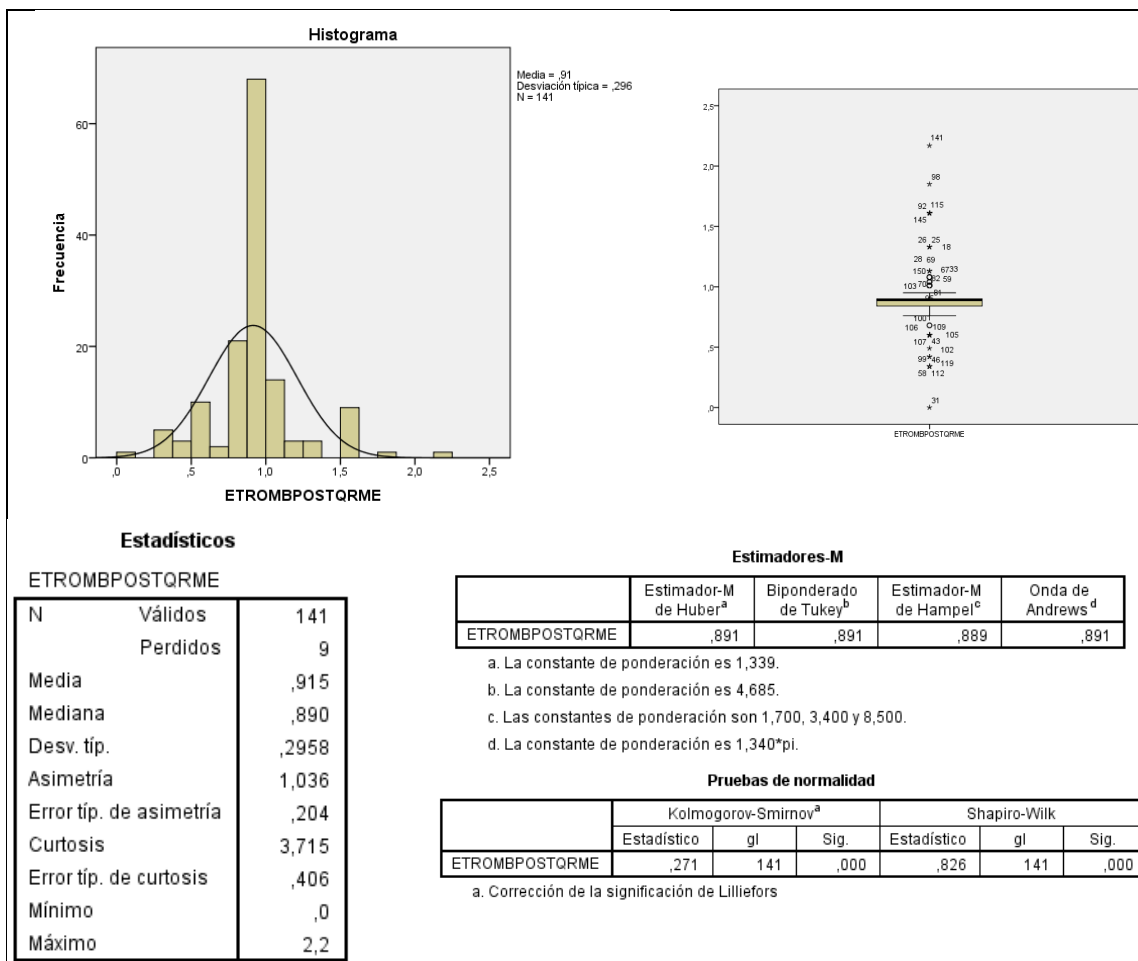 Histograma
Media = ,91
Desviación típica = ,296
N = 141
Frecuencia
60
40
20
0
,0 ,5 1,0 1,5 2,0 2,5
ETROMBPOSTQRME
2,5
2,0
1,5
1,0
,5
,0
141
98
92 115
145
26 25 18
28 69
150 6733
59
103
81
100
106 109 105
107 43 102
99 46 119
58 112
31
ETROMBPOSTQRME
Estadísticos
ETROMBPOSTQRME
N Válidos 141
Perdidos 9
Media ,915
Mediana ,890
Desv. típ. ,2958
Asimetría 1,036
Error típ. de asimetría ,204
Curtosis 3,715
Error típ. de curtosis ,406
Mínimo ,0
Máximo 2,2
Estimadores-M
Estimador-M de Huber a Biponderado de Tukey b Estimador-M de Hampel c Onda de Andrews d
ETROMBPOSTQRME ,891 ,891 ,889 ,891
a. La constante de ponderación es 1,339.
b. La constante de ponderación es 4,685.
c. Las constantes de ponderación son 1,700, 3,400 y 8,500.
d. La constante de ponderación es 1,340*pi.
Pruebas de normalidad
Kolmogorov-Smirnov a Shapiro-Wilk
Estadístico gl Sig. Estadístico gl Sig.
ETROMBPOSTQRME ,271 141 ,000 ,826 141 ,000
a. Corrección de la significación de Lilliefors